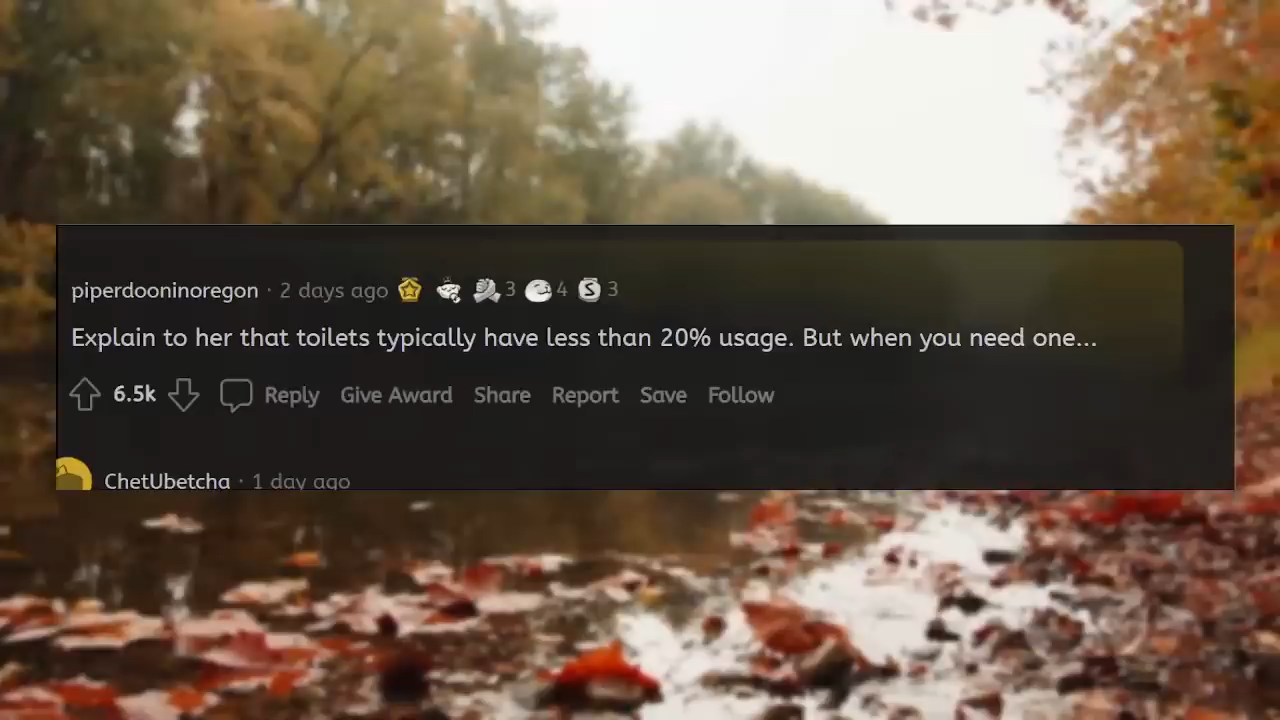 piperdooninoregon · 2 days ago 3 4 S 3
Explain to her that toilets typically have less than 20% usage. But when you need one...
6.5k Reply Give Award Share Report Save Follow
ChetUbetcha · 1 day ago